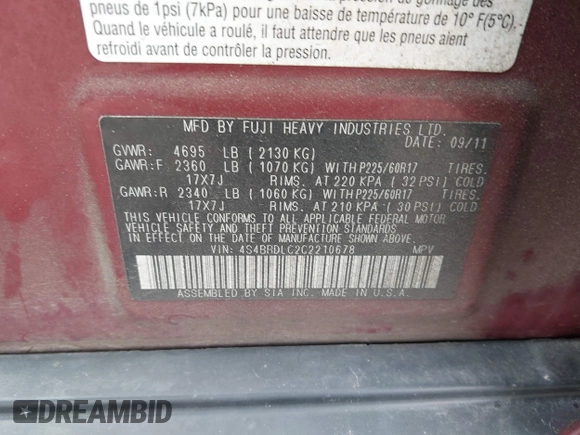 pneus de 1psi (7kPa) pour une baisse de température de 10° F(5°C).
Quand le véhicule a roulé, il faut attendre que les pneus aient
refroidi avant de contrôler la pression.
MFD BY FUJI HEAVY INDUSTRIES LTD.
DATE: 09/11
GVWR: 4695 LB (2130 KG)
GAWR:F 2360 LB (1070 KG) WITH P225/60R17 TIRES.
17X7J RIMS. AT 220 KPA (32 PSI) COLD
GAWR:R 2340 LB (1060 KG) WITH P225/60R17 TIRES.
17X7J RIMS. AT 210 KPA (30 PSI) COLD
THIS VEHICLE CONFORMS TO ALL APPLICABLE FEDERAL MOTOR
VEHICLE SAFETY AND THEFT PREVENTION STANDARDS
IN EFFECT ON THE DATE OF MANUFACTURE SHOWN ABOVE.
VIN: 4S4BRDLC2C2210678 MPV
ASSEMBLED BY SIA INC. MADE IN U.S.A.
DREAMBID